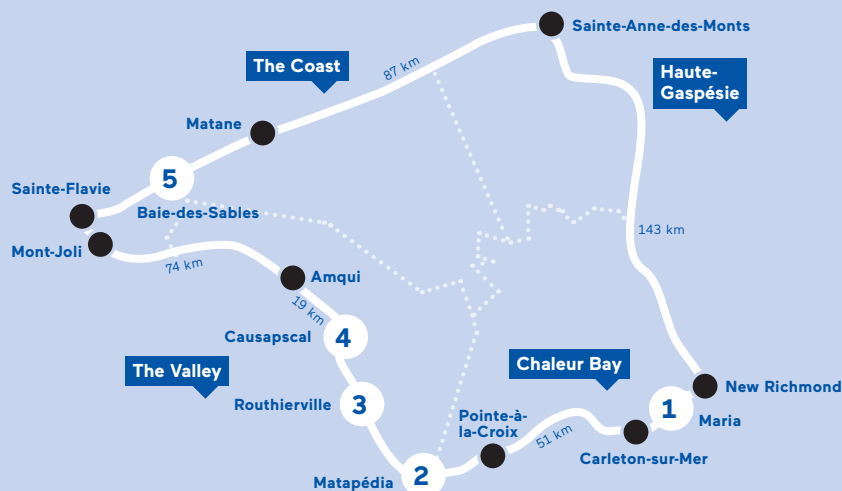 Sainte-Anne-des-Monts
The Coast
87 km
Haute-
Gaspésie
Matane
5
Sainte-Flavie
Baie-des-Sables
Mont-Joli
74 km
143 km
Amqui
19 km
Causapscal
4
The Valley
Chaleur Bay
New Richmond
Routhierville
3
Pointe-à-
la-Croix
1
Maria
51 km
Carleton-sur-Mer
Matapédia
2